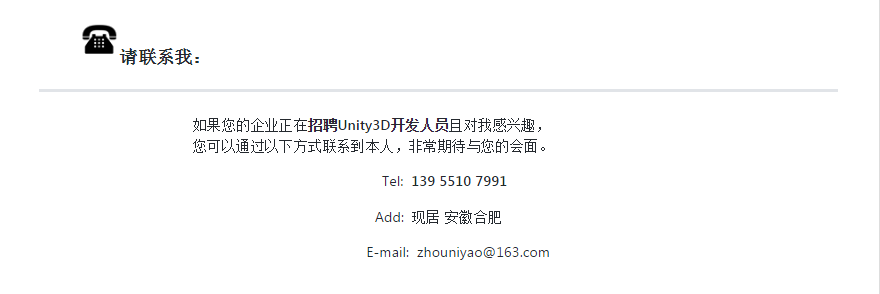 请联系我：
如果您的企业正在招聘Unity3D开发人员且对我感兴趣，
您可以通过以下方式联系到本人，非常期待与您的会面。
Tel: 139 5510 7991
Add: 现居 安徽合肥
E-mail: zhouniyao@163.com